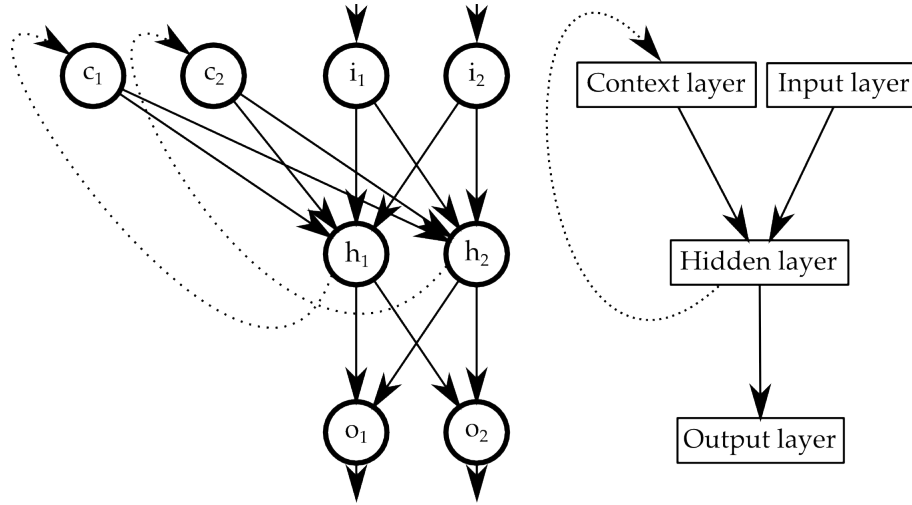 c₁ c₂ i₁ i₂
Context layer Input layer
h₁ h₂
Hidden layer
o₁ o₂
Output layer